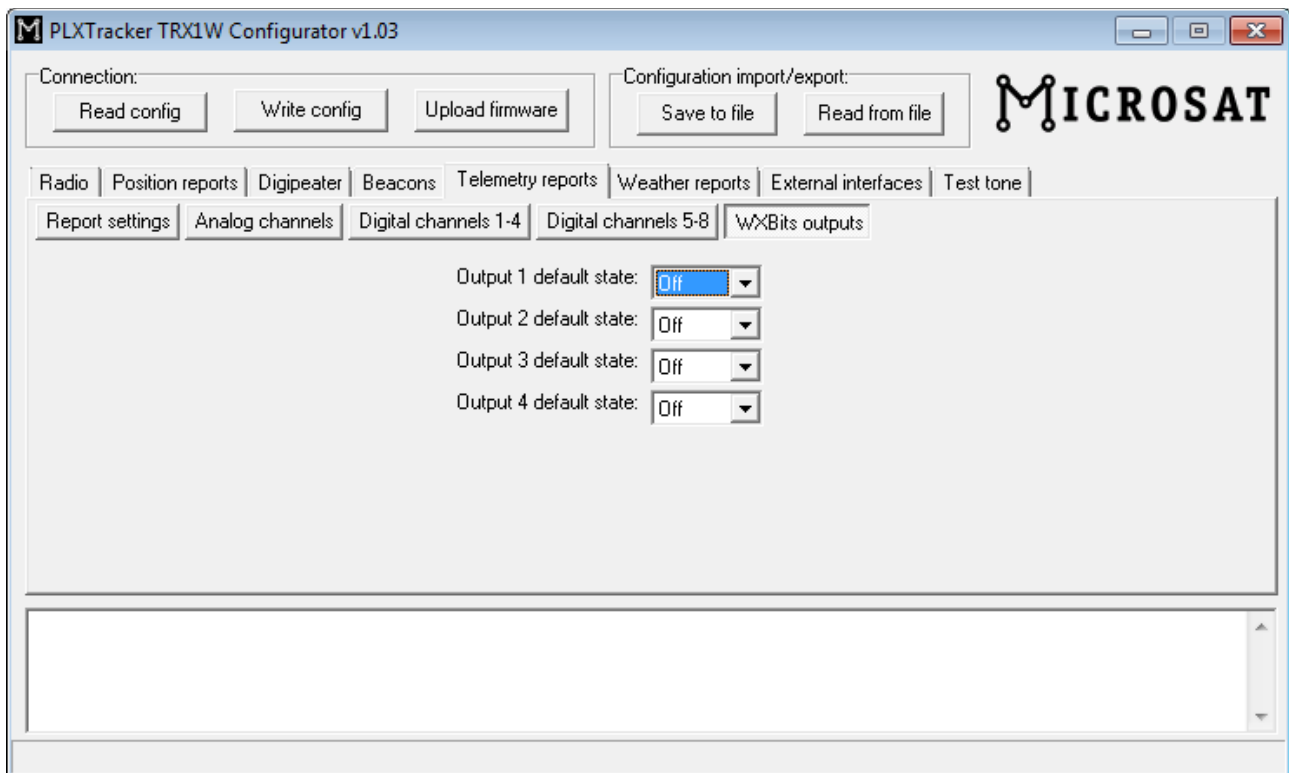 PLXTracker TRX1W Configurator v1.03
Connection:
Read config
Write config
Upload firmware
Configuration import/export:
Save to file
Read from file
MICROSAT
Radio
Position reports
Digipeater
Beacons
Telemetry reports
Weather reports
External interfaces
Test tone
Report settings
Analog channels
Digital channels 1-4
Digital channels 5-8
WXBits outputs
Output 1 default state: Off
Output 2 default state: Off
Output 3 default state: Off
Output 4 default state: Off